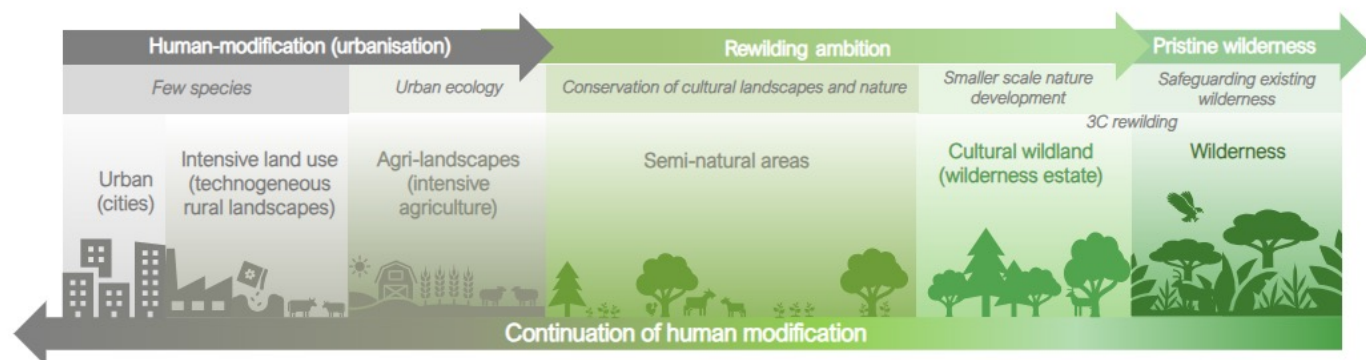 Human-modification (urbanisation)
Rewilding ambition
Pristine wilderness
Few species
Urban ecology
Conservation of cultural landscapes and nature
Smaller scale nature
development
Safeguarding existing
wilderness
3C rewilding
Urban
(cities)
Intensive land use
(technogeneous
rural landscapes)
Agri-landscapes
(intensive
agriculture)
Semi-natural areas
Cultural wildland
(wilderness estate)
Wilderness
Continuation of human modification